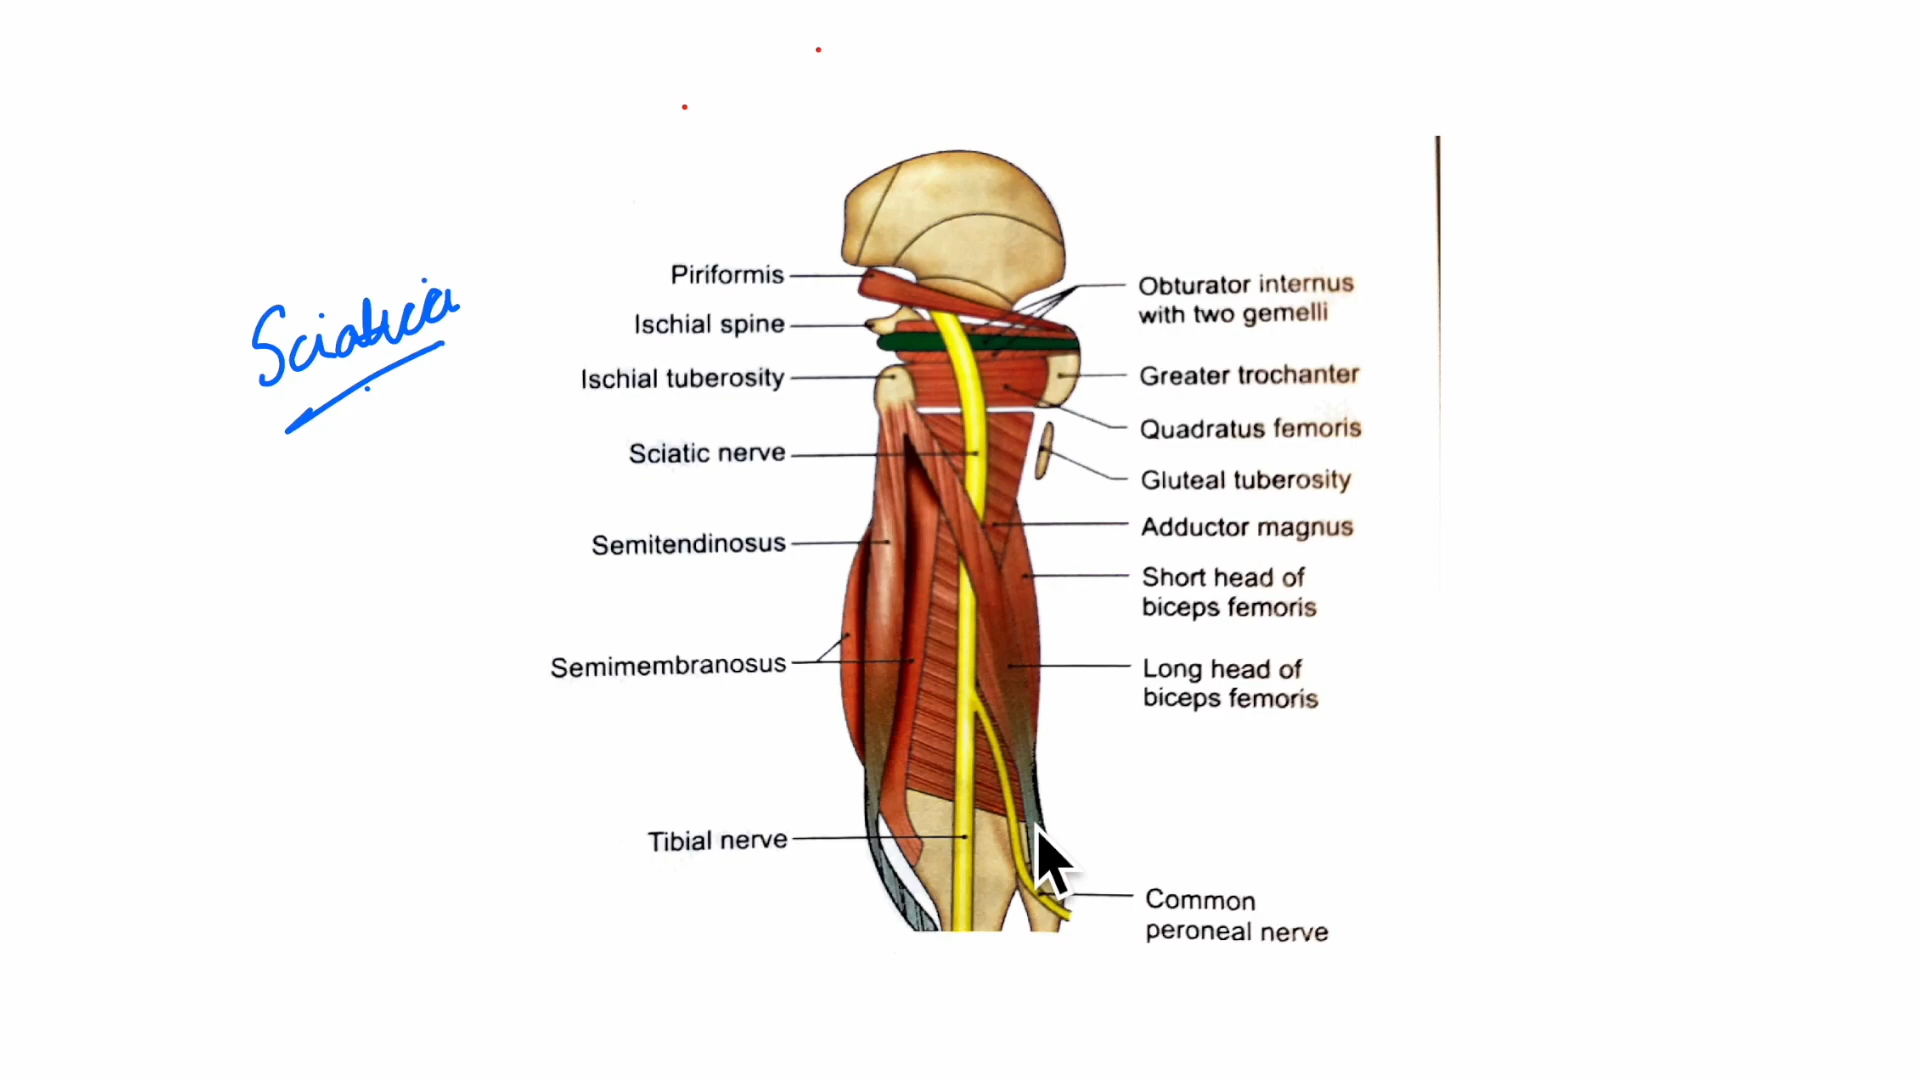 Sciatica
Piriformis
Ischial spine
Ischial tuberosity
Sciatic nerve
Semitendinosus
Semimembranosus
Tibial nerve
Obturator internus
with two gemelli
Greater trochanter
Quadratus femoris
Gluteal tuberosity
Adductor magnus
Short head of
biceps femoris
Long head of
biceps femoris
Common
peroneal nerve